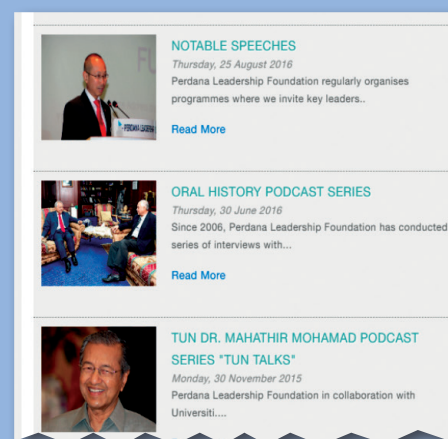 NOTABLE SPEECHES
Thursday, 25 August 2016
Perdana Leadership Foundation regularly organises
programmes where we invite key leaders..
Read More
PERDANA LEADERSHIP
ORAL HISTORY PODCAST SERIES
Thursday, 30 June 2016
Since 2006, Perdana Leadership Foundation has conducted
series of interviews with...
Read More
TUN DR. MAHATHIR MOHAMAD PODCAST
SERIES "TUN TALKS"
Monday, 30 November 2015
Perdana Leadership Foundation in collaboration with
Universiti....